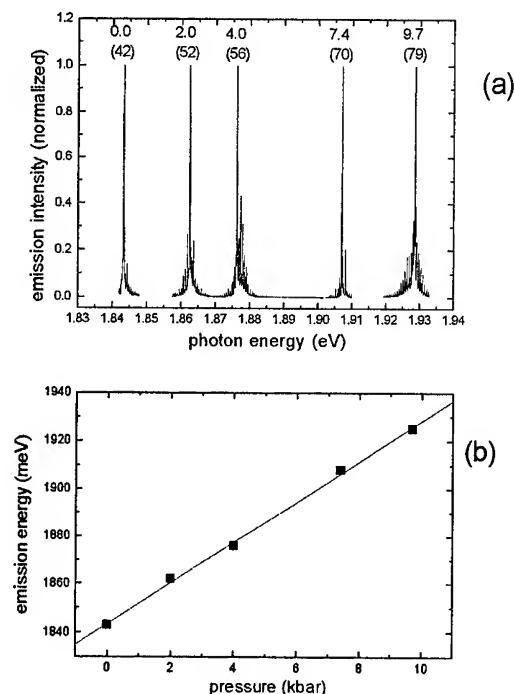 0.0 2.0 4.0 7.4 9.7
(42) (52) (56) (70) (79)
(a)
emission intensity (normalized)
1.2
1.0
0.8
0.6
0.4
0.2
0.0
1.83 1.84 1.85 1.86 1.87 1.88 1.89 1.90 1.91 1.92 1.93 1.94
photon energy (eV)
(b)
emission energy (meV)
1940
1920
1900
1880
1860
1840
0 2 4 6 8 10
pressure (kbar)